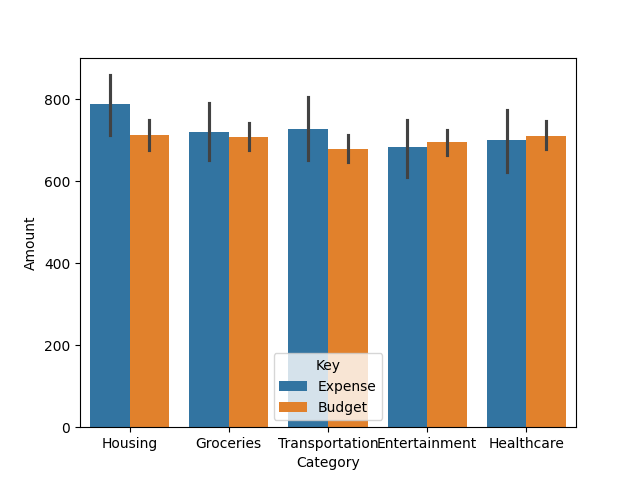 800
600
400
200
0
Amount
Key
Expense
Budget
Housing Groceries Transportation Entertainment Healthcare
Category